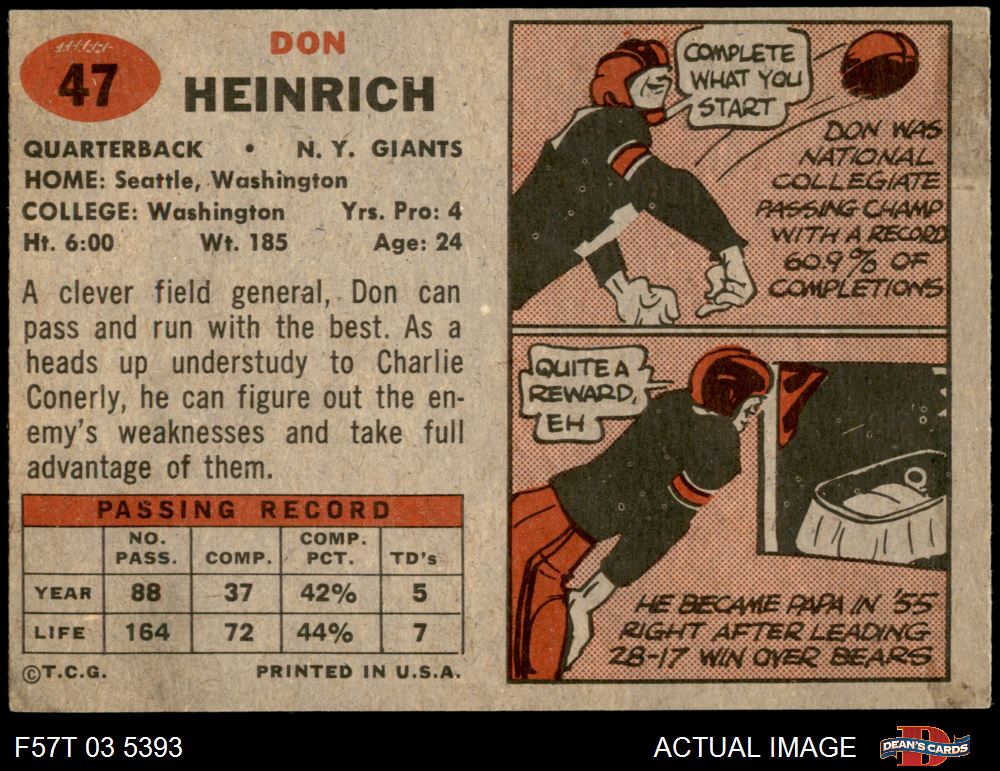 47
DON
HEINRICH
QUARTERBACK • N. Y. GIANTS
HOME: Seattle, Washington
COLLEGE: Washington Yrs. Pro: 4
Ht. 6:00 Wt. 185 Age: 24
A clever field general, Don can
pass and run with the best. As a
heads up understudy to Charlie
Conerly, he can figure out the en-
emy's weaknesses and take full
advantage of them.
PASSING RECORD
NO. PASS. COMP. COMP. PCT. TD's
YEAR 88 37 42% 5
LIFE 164 72 44% 7
©T.C.G. PRINTED IN U.S.A.
COMPLETE
WHAT YOU
START
DON WAS
NATIONAL
COLLEGIATE
PASSING CHAMP
WITH A RECORD
60.9% OF
COMPLETIONS
QUITE A
REWARD,
EH
HE BECAME PAPA IN '55
RIGHT AFTER LEADING
28-17 WIN OVER BEARS
F57T 03 5393
ACTUAL IMAGE
DEAN'S CARDS